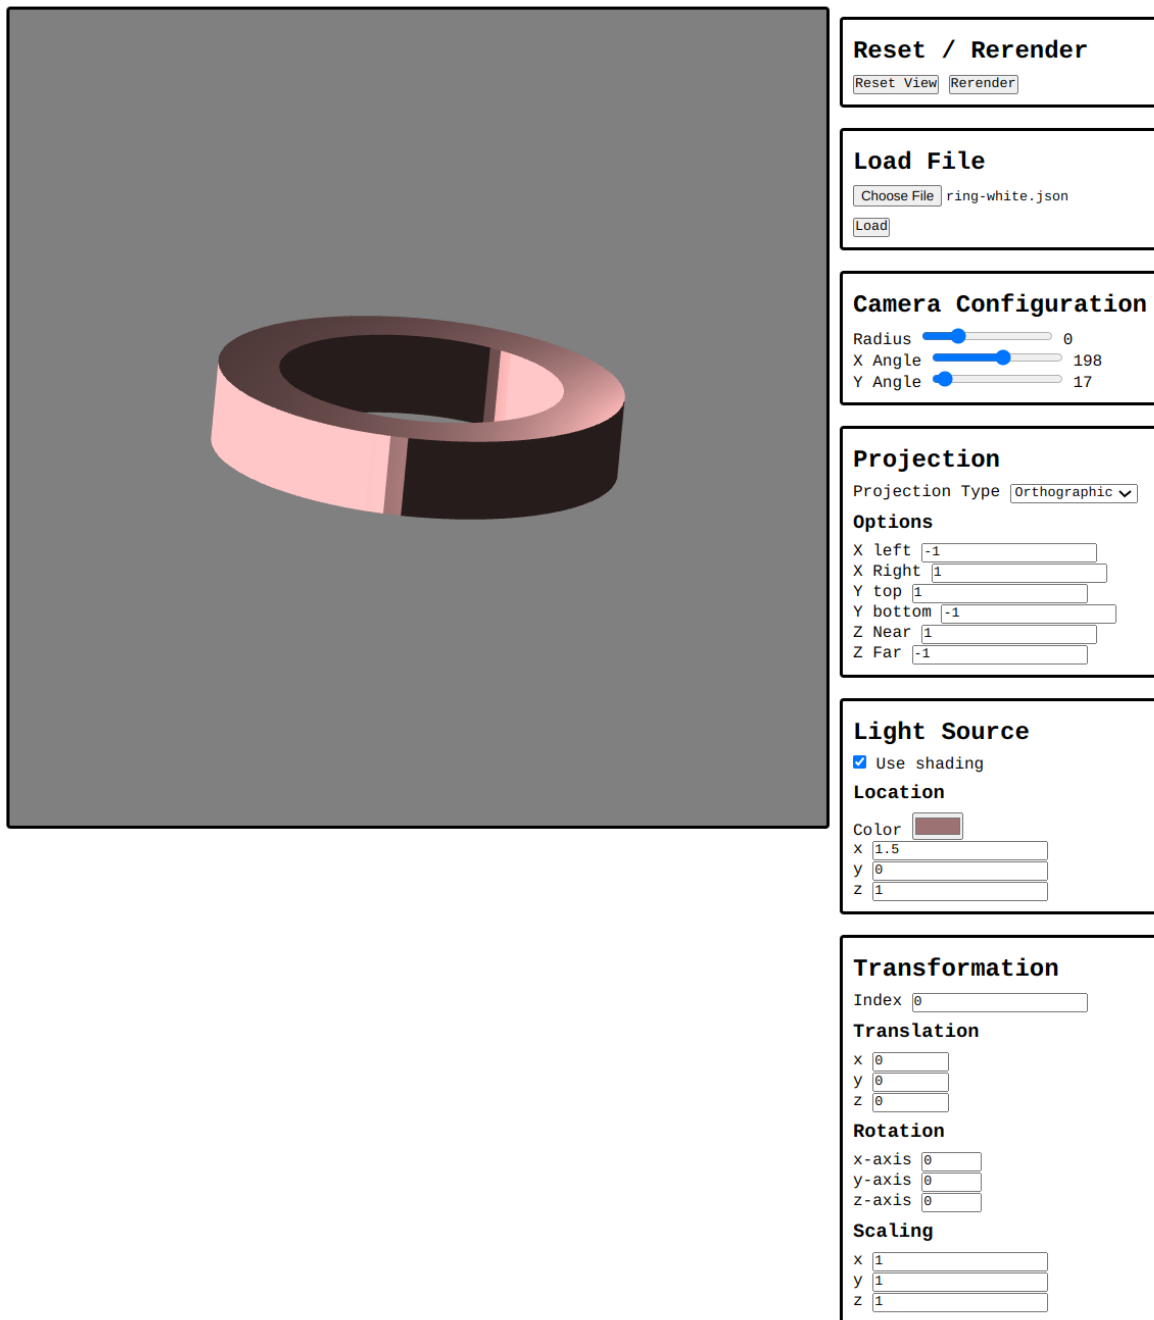 Reset / Rerender
Reset View Rerender
Load File
Choose File ring-white.json
Load
Camera Configuration
Radius 0
X Angle 198
Y Angle 17
Projection
Projection Type Orthographic
Options
X left -1
X Right 1
Y top 1
Y bottom -1
Z Near 1
Z Far -1
Light Source
Use shading
Location
Color
x 1.5
y 0
z 1
Transformation
Index 0
Translation
x 0
y 0
z 0
Rotation
x-axis 0
y-axis 0
z-axis 0
Scaling
x 1
y 1
z 1